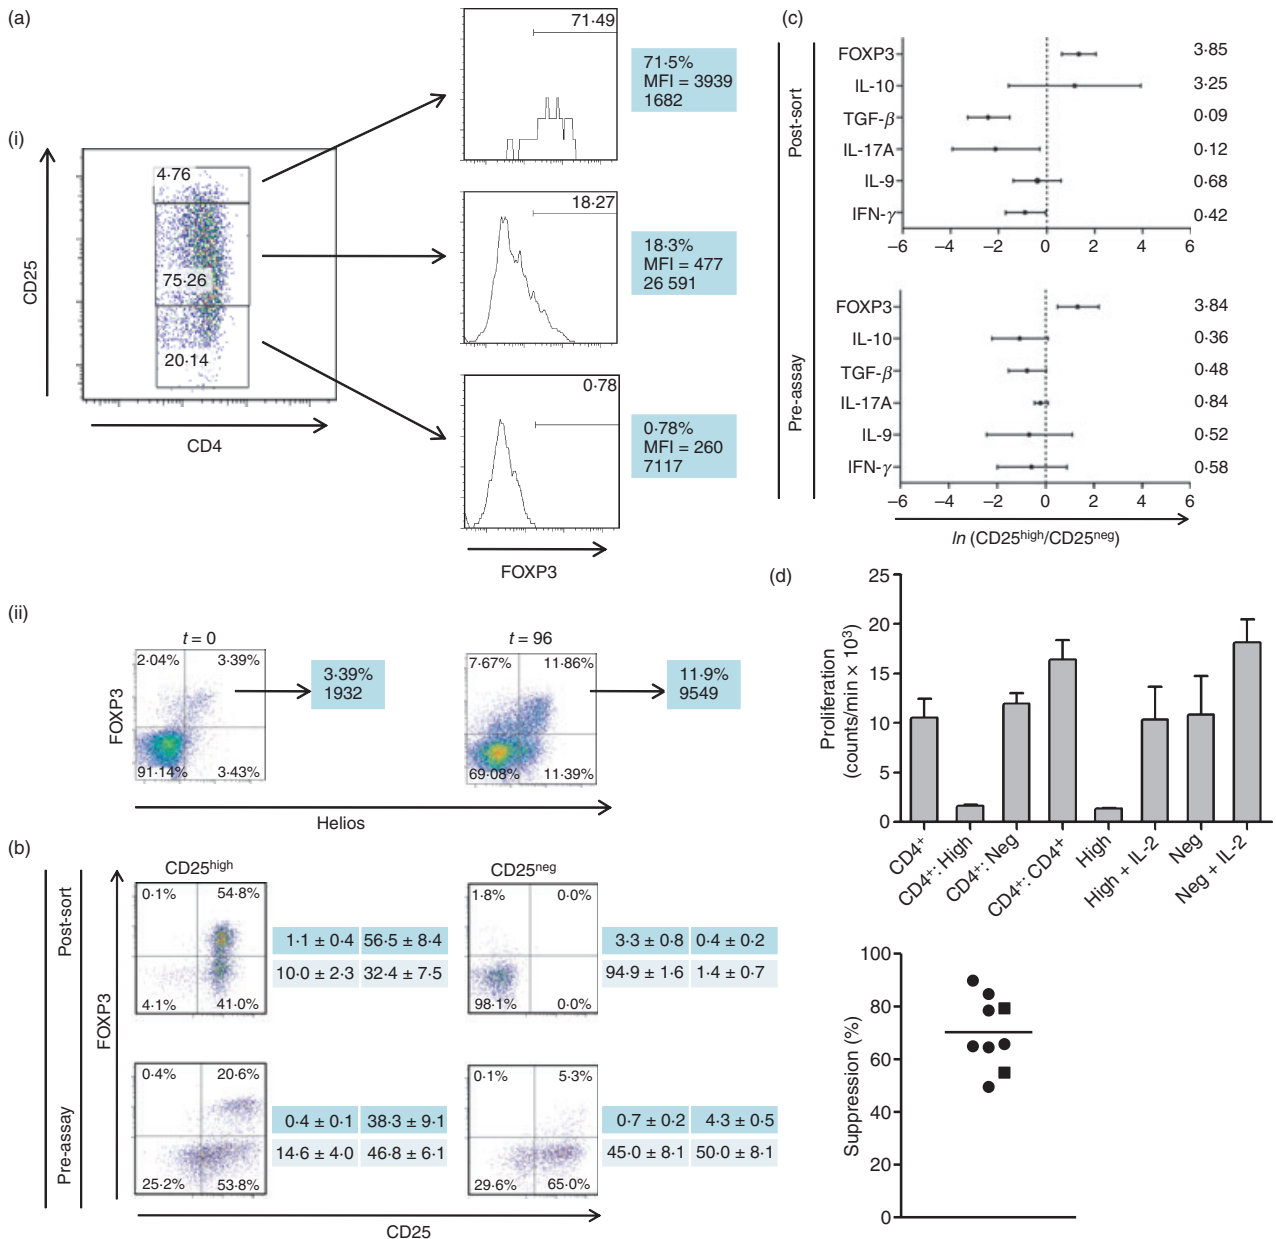 (a)
(i)
CD25
4·76
75·26
20·14
CD4
71·49
71·5%
MFI = 3939
1682
18·27
18·3%
MFI = 477
26 591
0·78
0·78%
MFI = 260
7117
FOXP3
(ii)
t = 0
t = 96
FOXP3
2·04% 3·39%
91·14% 3·43%
3·39%
1932
7·67% 11·86%
69·08% 11·39%
11·9%
9549
Helios
(b)
CD25high
CD25neg
Post-sort
Pre-assay
FOXP3
0·1% 54·8%
4·1% 41·0%
1·1 ± 0·4 56·5 ± 8·4
10·0 ± 2·3 32·4 ± 7·5
1·8% 0·0%
98·1% 0·0%
3·3 ± 0·8 0·4 ± 0·2
94·9 ± 1·6 1·4 ± 0·7
0·4% 20·6%
25·2% 53·8%
0·4 ± 0·1 38·3 ± 9·1
14·6 ± 4·0 46·8 ± 6·1
0·1% 5·3%
29·6% 65·0%
0·7 ± 0·2 4·3 ± 0·5
45·0 ± 8·1 50·0 ± 8·1
CD25
(c)
Post-sort
FOXP3 3·85
IL-10 3·25
TGF-β 0·09
IL-17A 0·12
IL-9 0·68
IFN-γ 0·42
–6 –4 –2 0 2 4 6
Pre-assay
FOXP3 3·84
IL-10 0·36
TGF-β 0·48
IL-17A 0·84
IL-9 0·52
IFN-γ 0·58
–6 –4 –2 0 2 4 6
ln (CD25high/CD25neg)
(d)
Proliferation
(counts/min × 10³)
25
20
15
10
5
0
CD4+
CD4+: High
CD4+: Neg
CD4+: CD4+
High
High + IL-2
Neg
Neg + IL-2
Suppression (%)
100
80
60
40
20
0